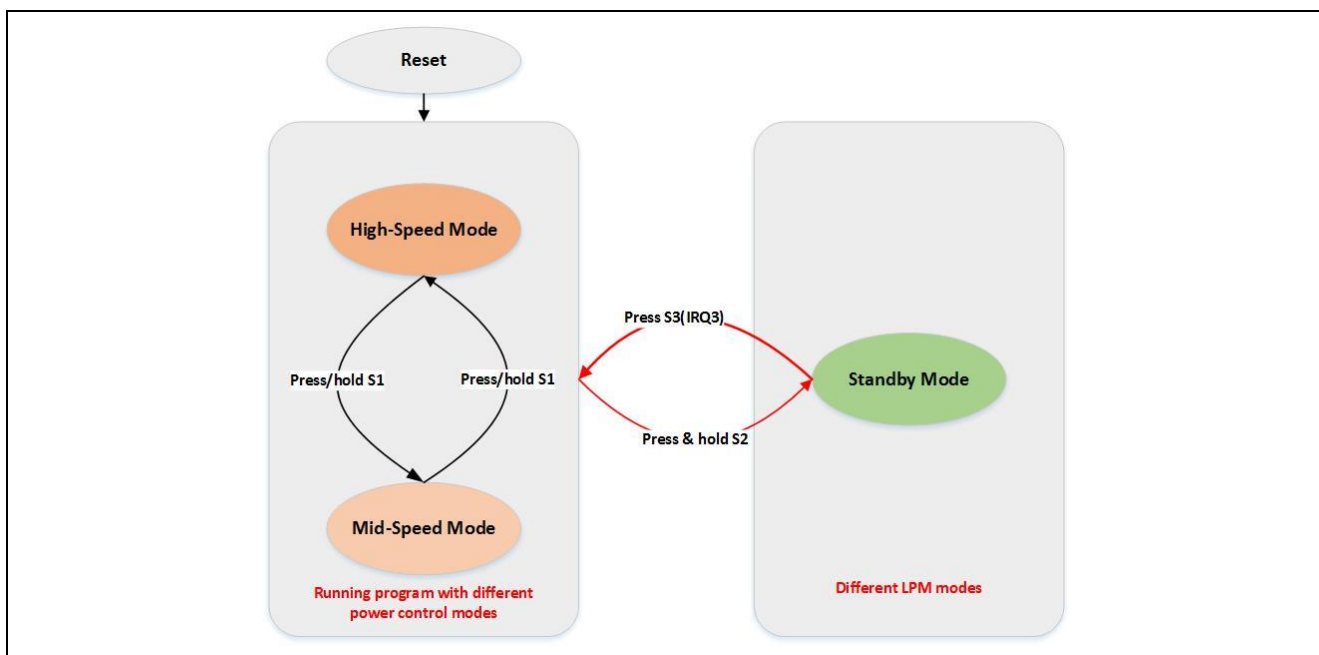 Reset
High-Speed Mode
Press/hold S1
Press/hold S1
Mid-Speed Mode
Running program with different
power control modes
Press S3(IRQ3)
Press & hold S2
Standby Mode
Different LPM modes